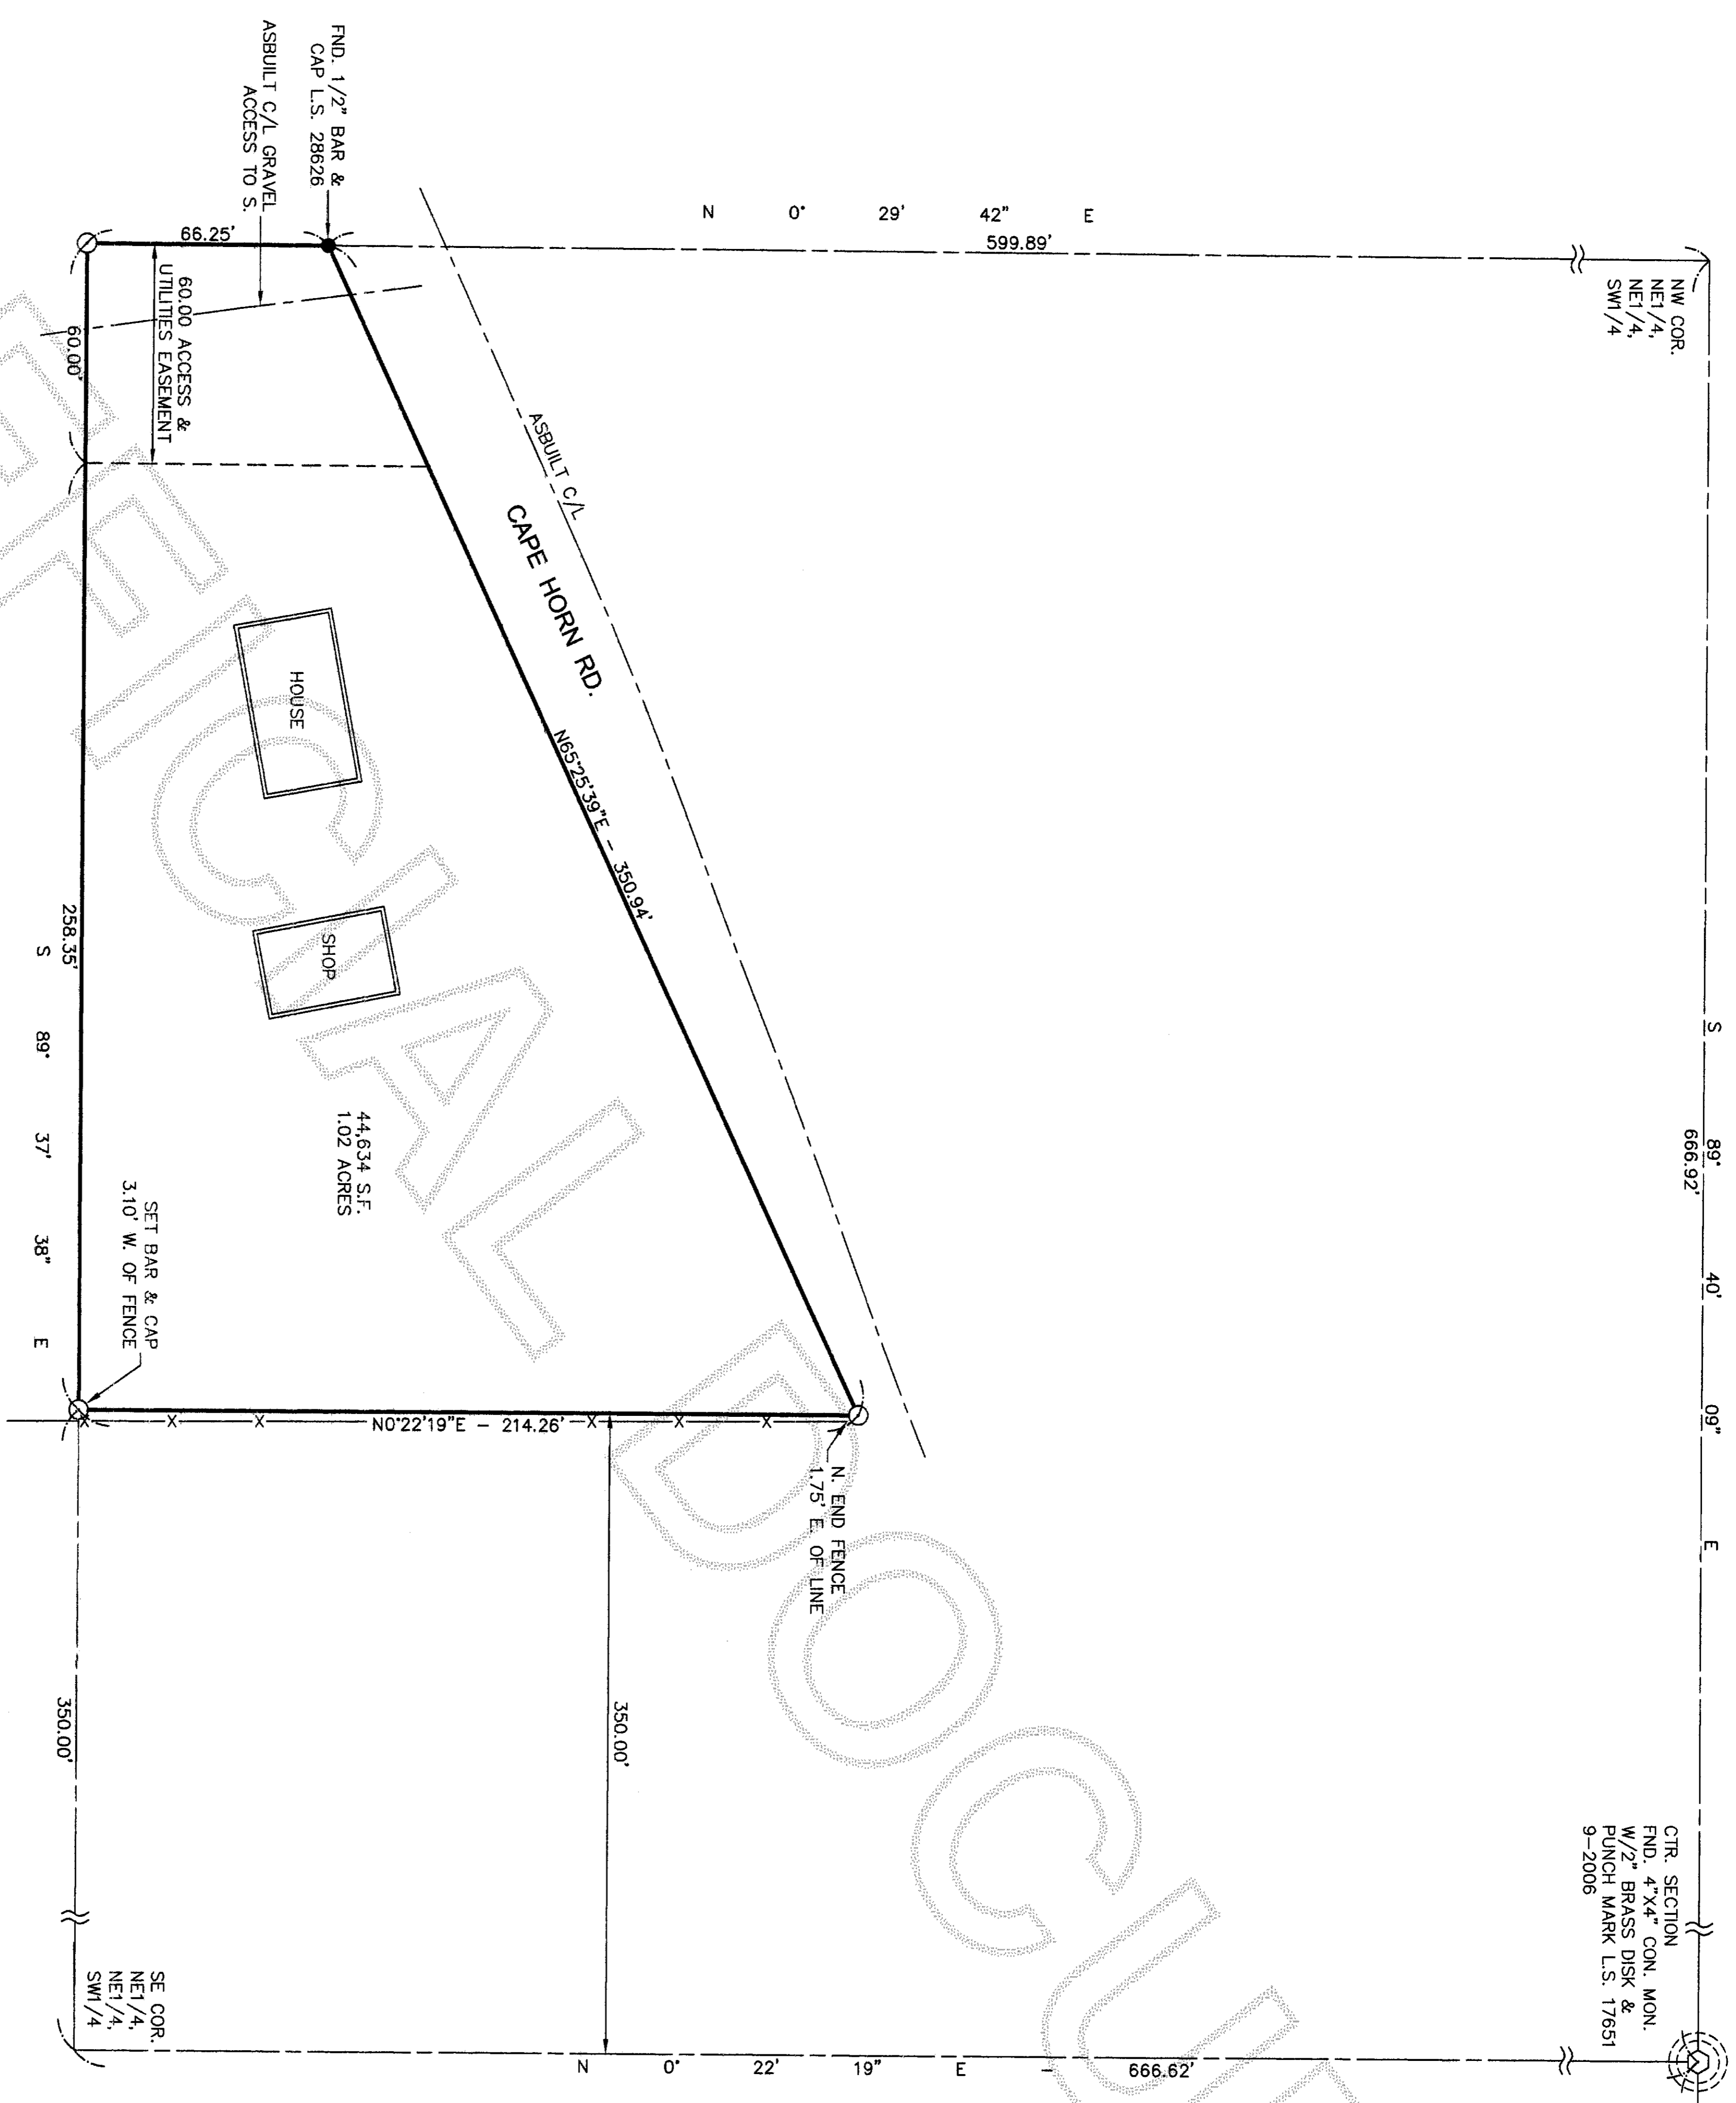 NW COR.
NE1/4,
NE1/4,
SW1/4
S 89° 40' 09" E
666.92'
CTR. SECTION
FND. 4"X4" CON. MON.
W/2" BRASS DISK &
PUNCH MARK L.S. 17651
9-2006
N 0° 29' 42" E
599.89'
FND. 1/2" BAR &
CAP L.S. 28626
ASBUILT C/L GRAVEL
ACCESS TO S.
66.25'
60.00 ACCESS &
UTILITIES EASEMENT
60.00'
ASBUILT C/L
CAPE HORN RD.
N65°25'39"E - 350.94'
HOUSE
SHOP
44,634 S.F.
1.02 ACRES
SET BAR & CAP
3.10' W. OF FENCE
258.35'
S 89° 37' 38" E
X X X N0°22'19"E - 214.26' X X X
N. END FENCE
1.75' E. OF LINE
350.00'
350.00'
SE COR.
NE1/4,
NE1/4,
SW1/4
N 0° 22' 19" E - 666.62'